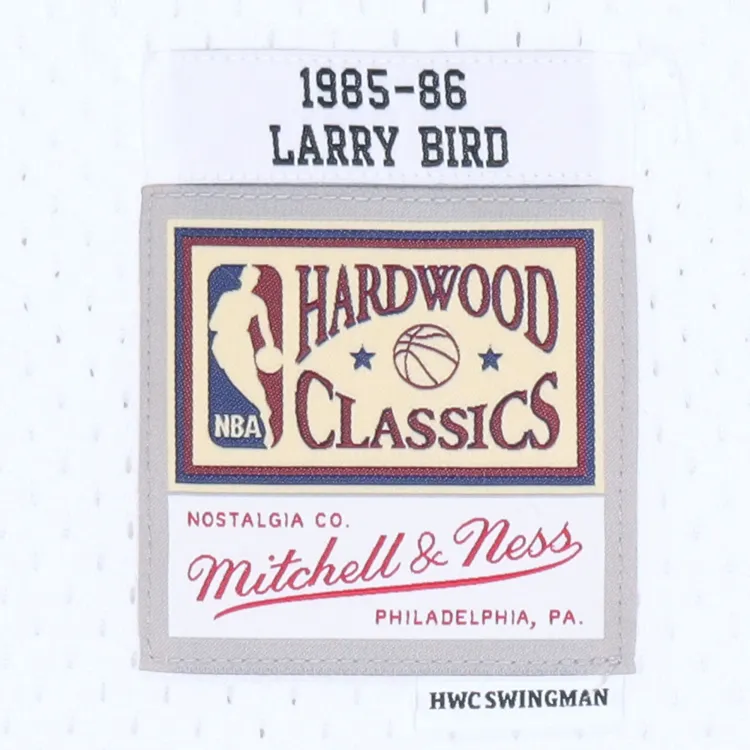 1985-86
LARRY BIRD
HARDWOOD
CLASSICS
NBA
NOSTALGIA CO.
Mitchell & Ness
PHILADELPHIA, PA.
HWC SWINGMAN